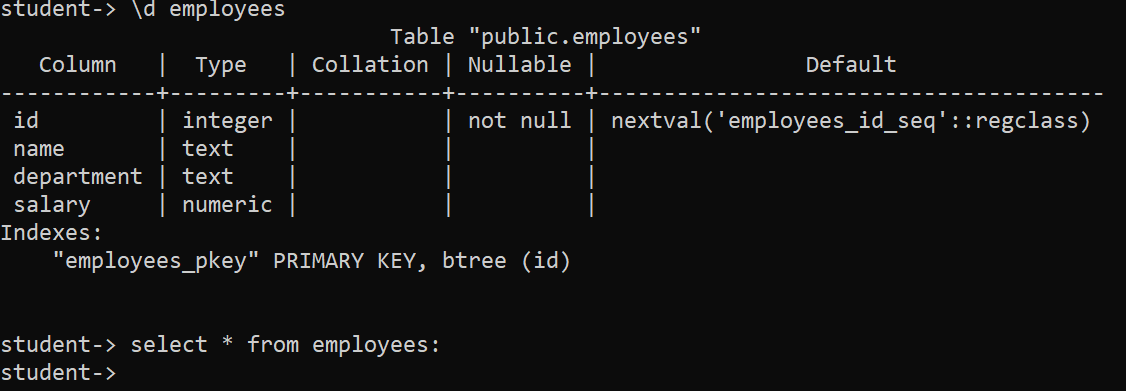 student-> \d employees
                              Table "public.employees"
   Column   |  Type   | Collation | Nullable |                Default
------------+---------+-----------+----------+---------------------------------------
 id         | integer |           | not null | nextval('employees_id_seq'::regclass)
 name       | text    |           |          |
 department | text    |           |          |
 salary     | numeric |           |          |
Indexes:
    "employees_pkey" PRIMARY KEY, btree (id)
student-> select * from employees:
student->